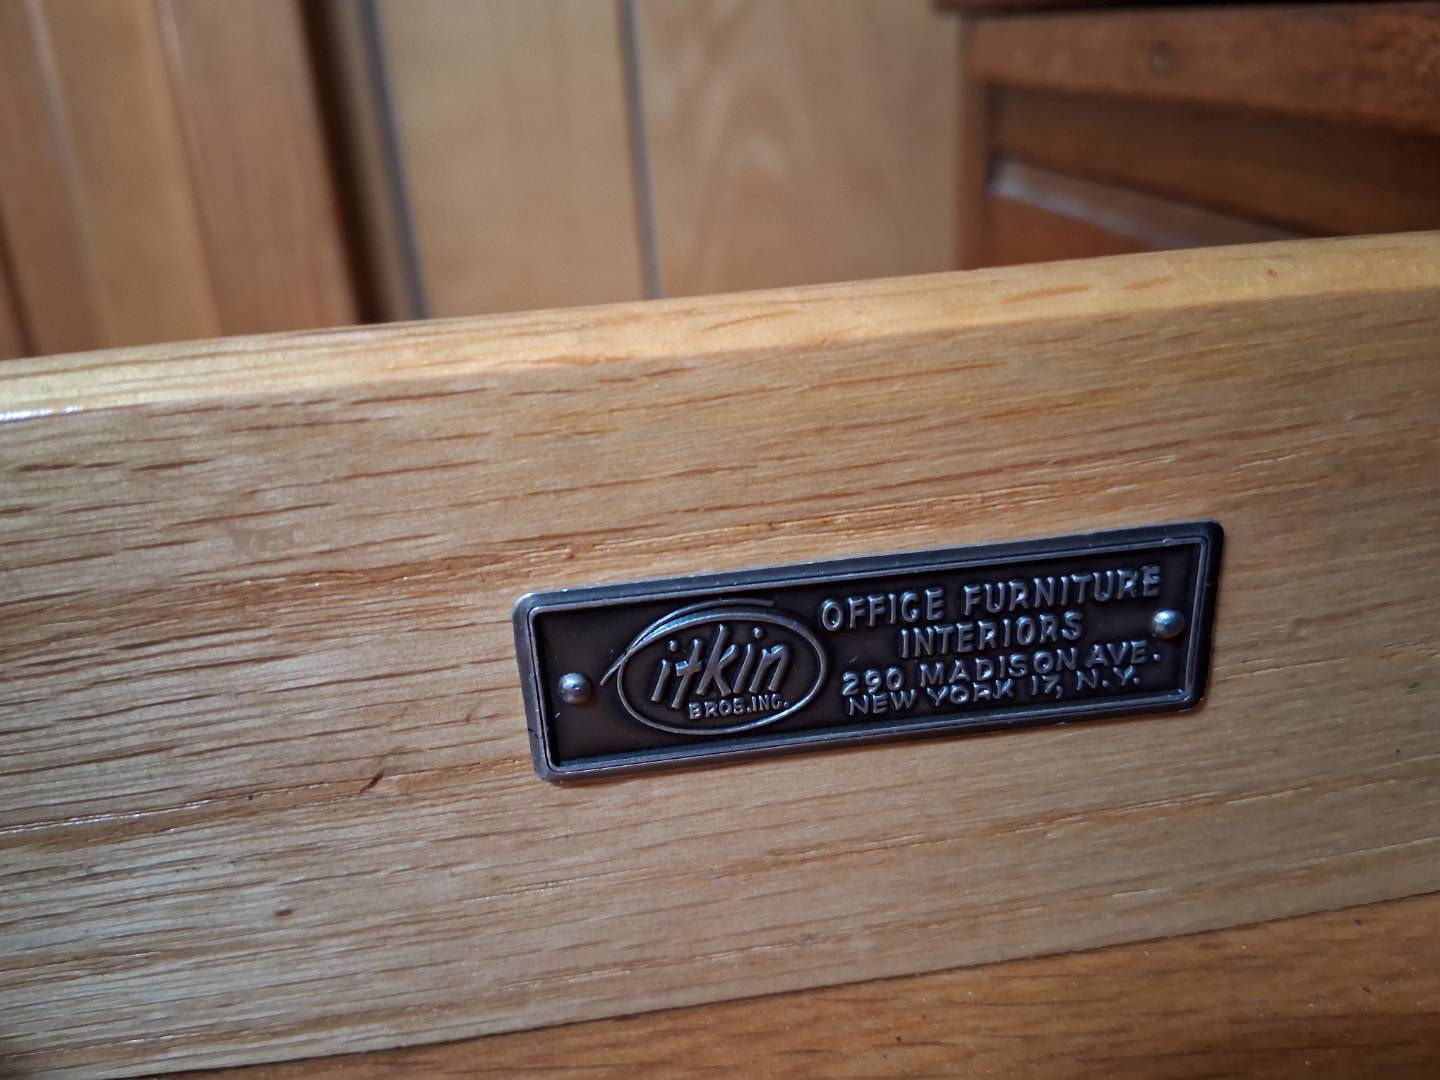 itkin
BROS. INC.
OFFICE FURNITURE
INTERIORS
290 MADISON AVE.
NEW YORK 17, N.Y.